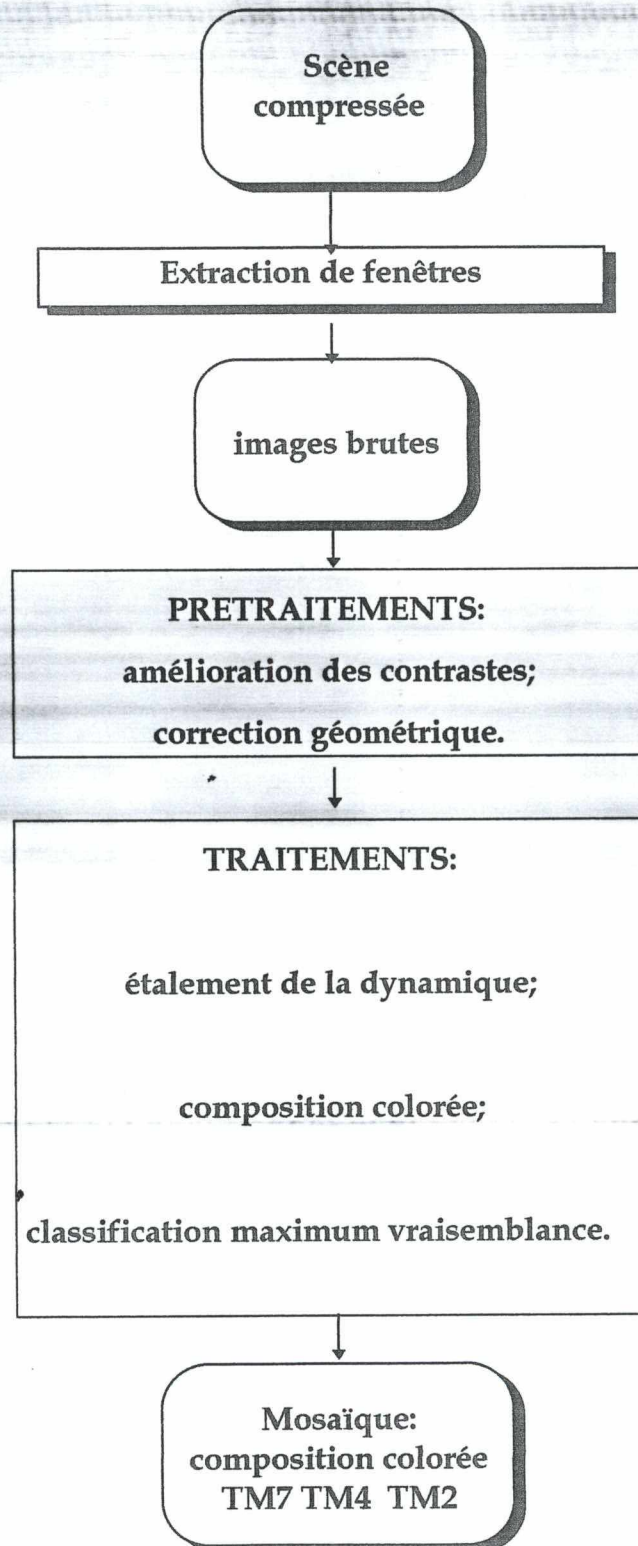 Scène
compressée
Extraction de fenêtres
images brutes
PRETRAITEMENTS:
amélioration des contrastes;
correction géométrique.
TRAITEMENTS:
étalement de la dynamique;
composition colorée;
classification maximum vraisemblance.
Mosaïque:
composition colorée
TM7 TM4 TM2